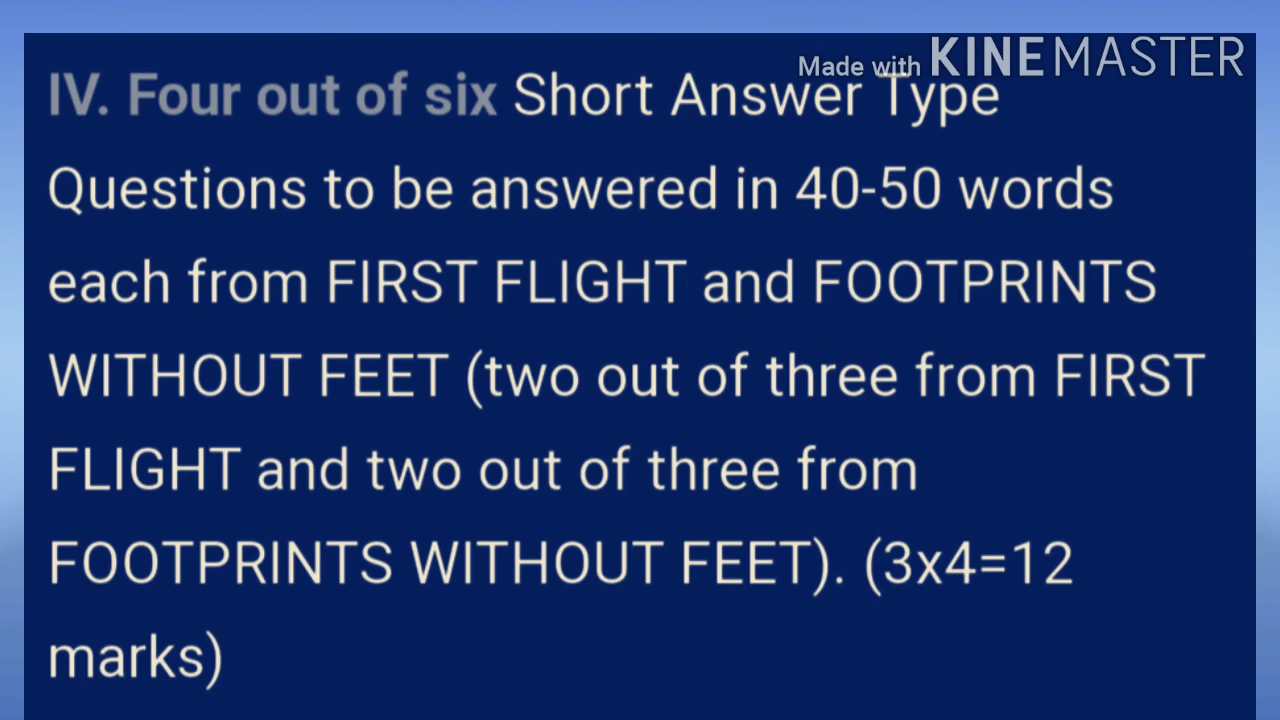 Made with KINEMASTER
IV. Four out of six Short Answer Type
Questions to be answered in 40-50 words
each from FIRST FLIGHT and FOOTPRINTS
WITHOUT FEET (two out of three from FIRST
FLIGHT and two out of three from
FOOTPRINTS WITHOUT FEET). (3x4=12
marks)